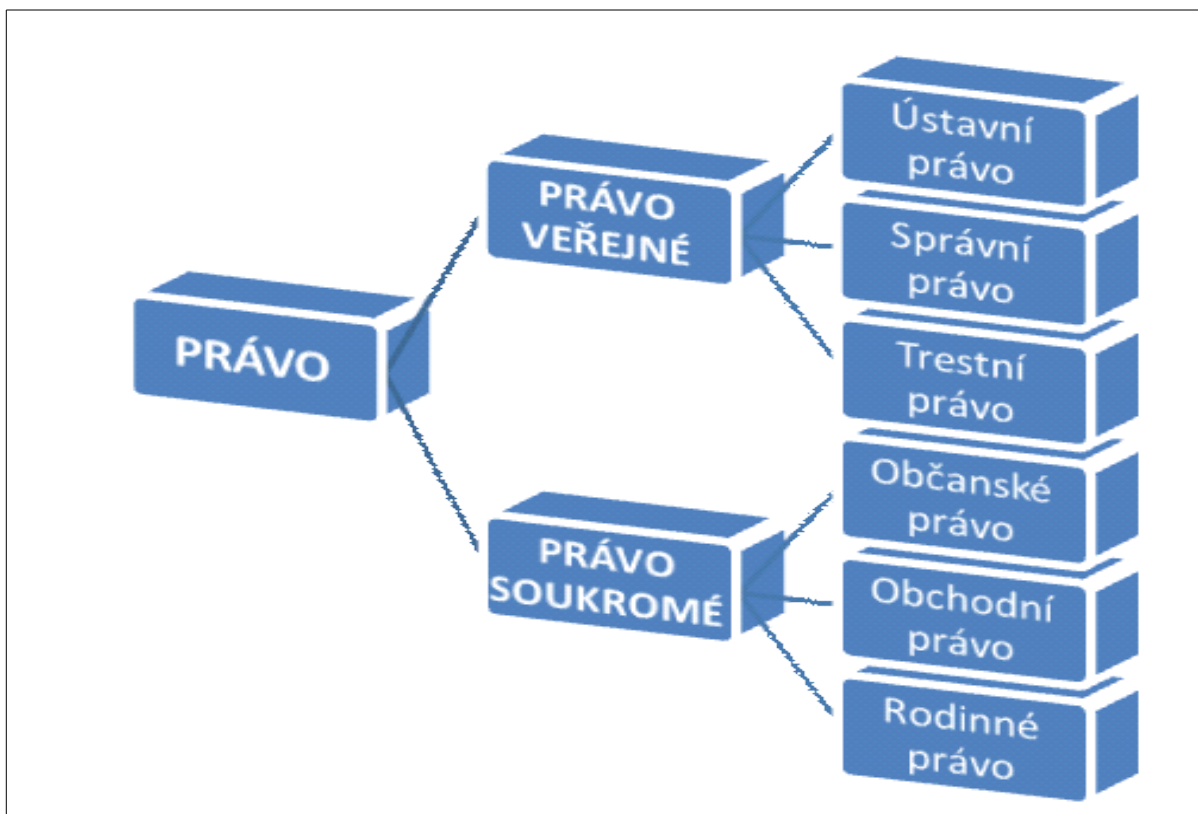 PRÁVO
PRÁVO
VEŘEJNÉ
PRÁVO
SOUKROMÉ
Ústavní
právo
Správní
právo
Trestní
právo
Občanské
právo
Obchodní
právo
Rodinné
právo